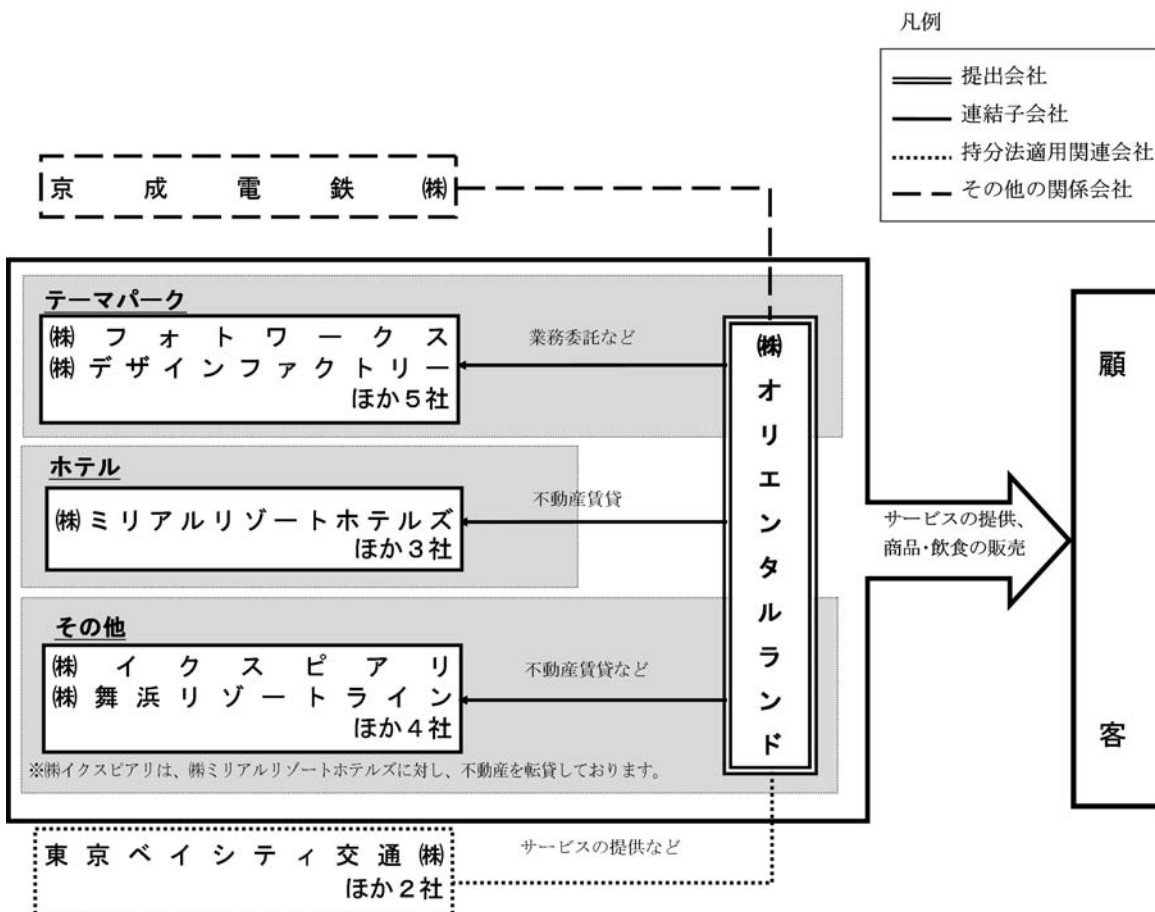 凡例
提出会社
連結子会社
持分法適用関連会社
その他の関係会社
京成電鉄㈱
テーマパーク
㈱フォトワークス
㈱デザインファクトリー
ほか5社
業務委託など
㈱オリエンタルランド
ホテル
㈱ミリアルリゾートホテルズ
ほか3社
不動産賃貸
サービスの提供、
商品・飲食の販売
顧客
その他
㈱イクスピアリ
㈱舞浜リゾートライン
ほか4社
不動産賃貸など
※㈱イクスピアリは、㈱ミリアルリゾートホテルズに対し、不動産を転貸しております。
東京ベイシティ交通㈱
ほか2社
サービスの提供など